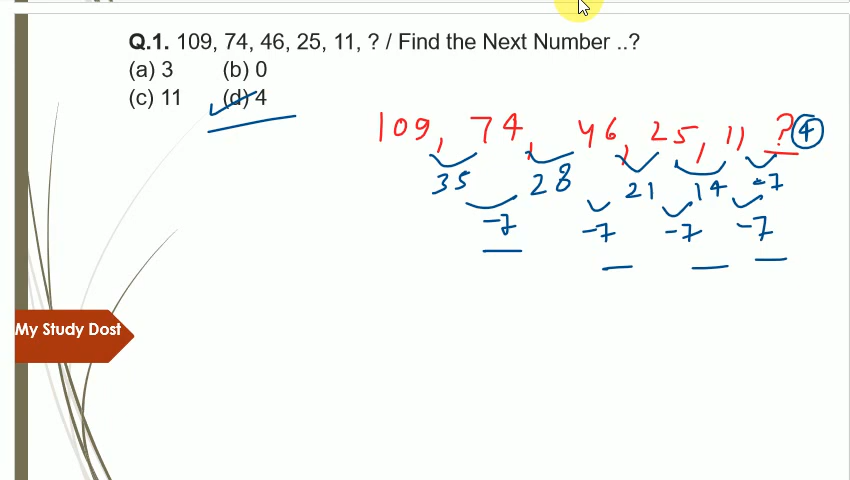 Q.1. 109, 74, 46, 25, 11, ? / Find the Next Number ..?
(a) 3 (b) 0
(c) 11 (d) 4
109, 74, 46, 25, 11 ? 4
35 28 21 14 -7
-7 -7 -7 -7
My Study Dost